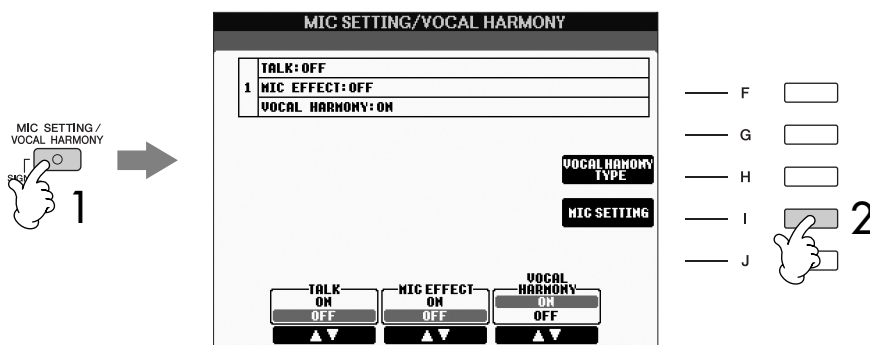 MIC SETTING/VOCAL HARMONY
TALK:OFF
1 MIC EFFECT:OFF
VOCAL HARMONY:ON
MIC SETTING /
VOCAL HARMONY
1
VOCAL HAMONY
TYPE
MIC SETTING
F
G
H
I
2
J
TALK
ON
OFF
MIC EFFECT
ON
OFF
VOCAL
HARMONY
ON
OFF